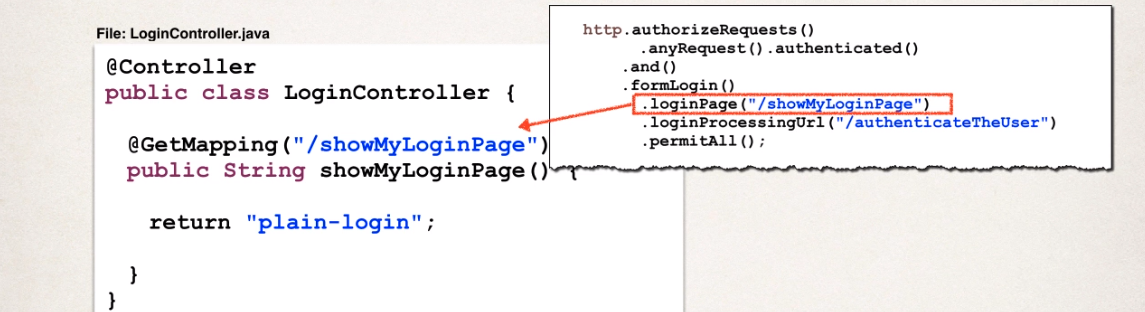 File: LoginController.java
@Controller
public class LoginController {
@GetMapping("/showMyLoginPage")
public String showMyLoginPage() {
return "plain-login";
}
}
http.authorizeRequests()
.anyRequest().authenticated()
.and()
.formLogin()
.loginPage("/showMyLoginPage")
.loginProcessingUrl("/authenticateTheUser")
.permitAll();